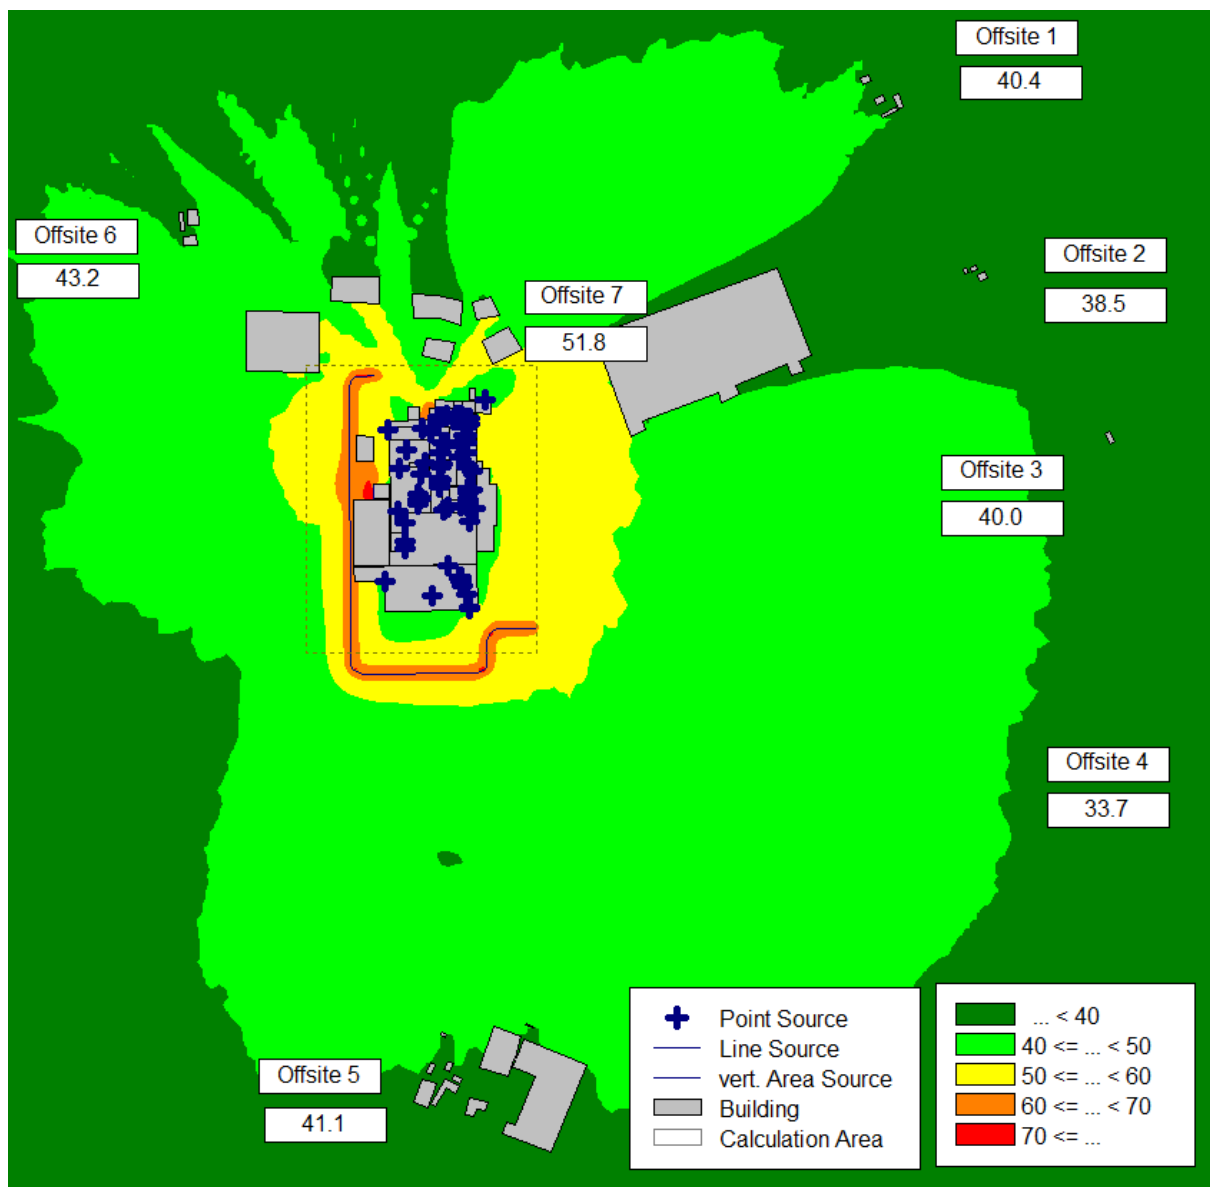 Offsite 1
40.4
Offsite 6
43.2
Offsite 2
38.5
Offsite 7
51.8
Offsite 3
40.0
Offsite 4
33.7
Offsite 5
41.1
Point Source
Line Source
vert. Area Source
Building
Calculation Area
... < 40
40 <= ... < 50
50 <= ... < 60
60 <= ... < 70
70 <= ...